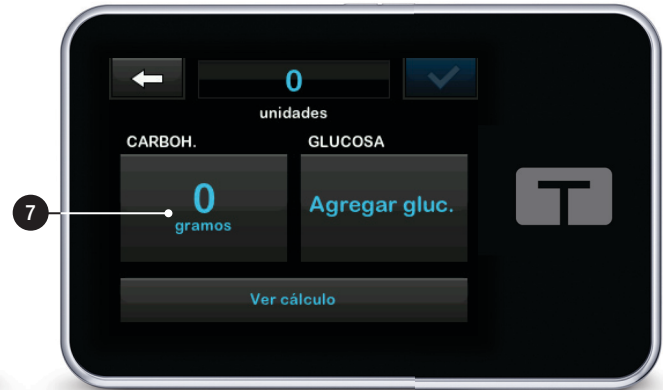 0
unidades
CARBOH.
GLUCOSA
0
gramos
Agregar gluc.
7
Ver cálculo